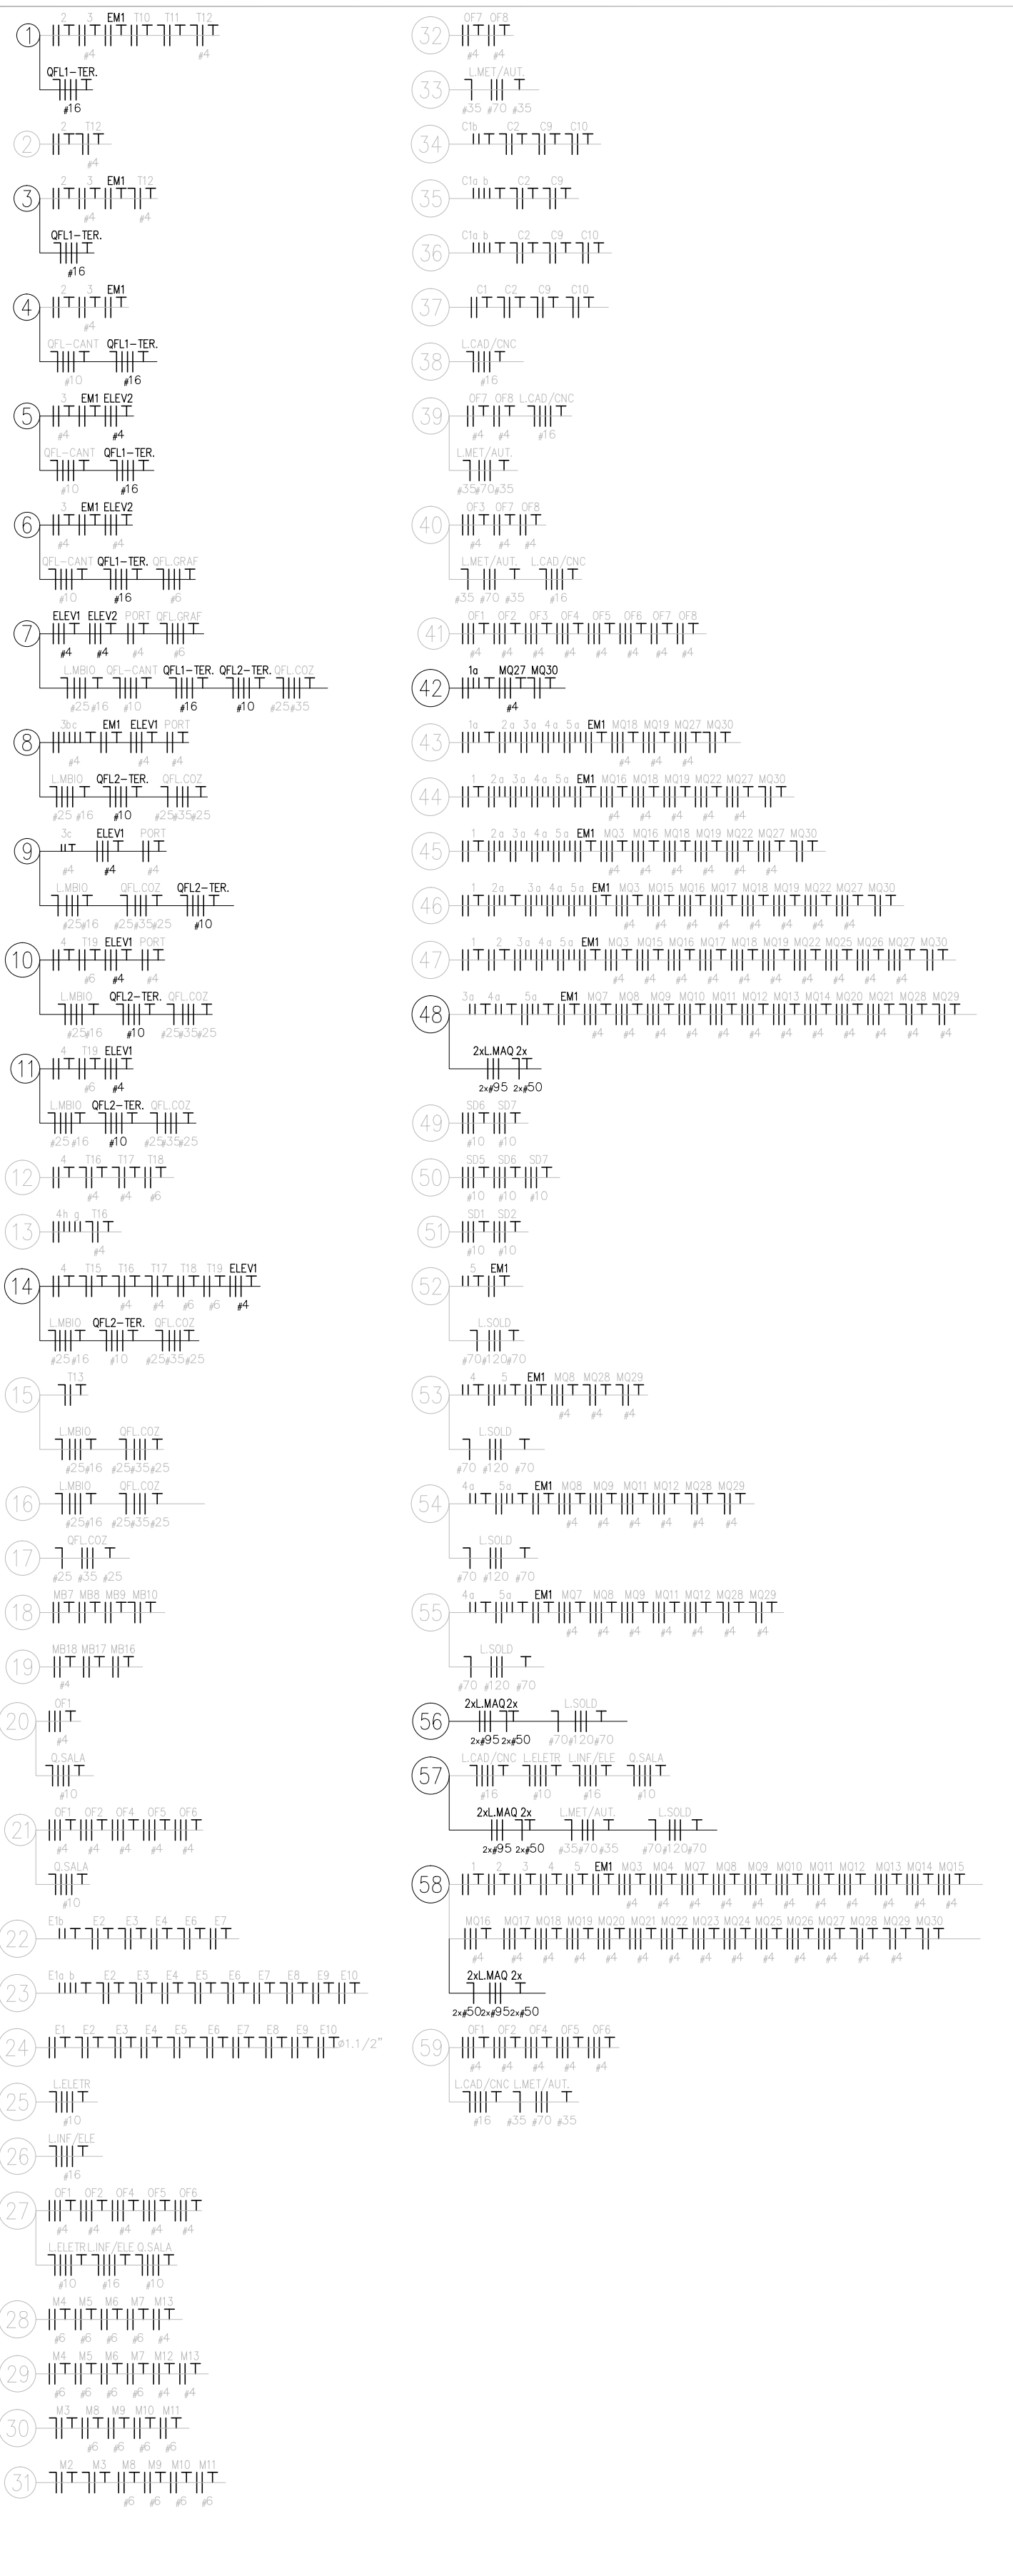 1
2 3 EM1 T10 T11 T12
#4 #4
QFL1-TER.
#16
2
2 T12
#4
3
2 3 EM1 T12
#4 #4
QFL1-TER.
#16
4
2 3 EM1
#4
QFL-CANT QFL1-TER.
#10 #16
5
3 EM1 ELEV2
#4 #4
QFL-CANT QFL1-TER.
#10 #16
6
3 EM1 ELEV2
#4 #4
QFL-CANT QFL1-TER. QFL.GRAF
#10 #16 #6
7
ELEV1 ELEV2 PORT QFL.GRAF
#4 #4 #4 #6
L.MBIO QFL-CANT QFL1-TER. QFL2-TER. QFL.COZ
#25 #16 #10 #16 #10 #25#35
8
3bc EM1 ELEV1 PORT
#4 #4 #4
L.MBIO QFL2-TER. QFL.COZ
#25 #16 #10 #25#35#25
9
3c ELEV1 PORT
#4 #4 #4
L.MBIO QFL.COZ QFL2-TER.
#25#16 #25#35#25 #10
10
4 T19 ELEV1 PORT
#6 #4 #4
L.MBIO QFL2-TER. QFL.COZ
#25#16 #10 #25#35#25
11
4 T19 ELEV1
#6 #4
L.MBIO QFL2-TER. QFL.COZ
#25 #16 #10 #25#35#25
12
4 T16 T17 T18
#4 #4 #6
13
4h g T16
#4
14
4 T15 T16 T17 T18 T19 ELEV1
#4 #4 #6 #6 #4
L.MBIO QFL2-TER. QFL.COZ
#25 #16 #10 #25#35#25
15
T13
L.MBIO QFL.COZ
#25#16 #25#35#25
16
L.MBIO QFL.COZ
#25#16 #25#35#25
17
QFL.COZ
#25 #35 #25
18
MB7 MB8 MB9 MB10
19
MB18 MB17 MB16
#4
20
OF1
#4
Q.SALA
#10
21
OF1 OF2 OF4 OF5 OF6
#4 #4 #4 #4 #4
Q.SALA
#10
22
E1b E2 E3 E4 E6 E7
23
E1a b E2 E3 E4 E5 E6 E7 E8 E9 E10
24
E1 E2 E3 E4 E5 E6 E7 E8 E9 E10
ø1.1/2"
25
L.ELETR
#10
26
L.INF/ELE
#16
27
OF1 OF2 OF4 OF5 OF6
#4 #4 #4 #4 #4
L.ELETR L.INF/ELE Q.SALA
#10 #16 #10
28
M4 M5 M6 M7 M13
#6 #6 #6 #6 #4
29
M4 M5 M6 M7 M12 M13
#6 #6 #6 #6 #4 #4
30
M3 M8 M9 M10 M11
#6 #6 #6 #6
31
M2 M3 M8 M9 M10 M11
#6 #6 #6 #6
32
OF7 OF8
#4 #4
33
L.MET/AUT.
#35 #70 #35
34
C1b C2 C9 C10
35
C1a b C2 C9
36
C1a b C2 C9 C10
37
C1 C2 C9 C10
38
L.CAD/CNC
#16
39
OF7 OF8 L.CAD/CNC
#4 #4 #16
L.MET/AUT.
#35#70#35
40
OF3 OF7 OF8
#4 #4 #4
L.MET/AUT. L.CAD/CNC
#35 #70 #35 #16
41
OF1 OF2 OF3 OF4 OF5 OF6 OF7 OF8
#4 #4 #4 #4 #4 #4 #4 #4
42
1a MQ27 MQ30
#4
43
1a 2a 3a 4a 5a EM1 MQ18 MQ19 MQ27 MQ30
#4 #4 #4
44
1 2a 3a 4a 5a EM1 MQ16 MQ18 MQ19 MQ22 MQ27 MQ30
#4 #4 #4 #4 #4
45
1 2a 3a 4a 5a EM1 MQ3 MQ16 MQ18 MQ19 MQ22 MQ27 MQ30
#4 #4 #4 #4 #4 #4
46
1 2a 3a 4a 5a EM1 MQ3 MQ15 MQ16 MQ17 MQ18 MQ19 MQ22 MQ27 MQ30
#4 #4 #4 #4 #4 #4 #4 #4
47
1 2 3a 4a 5a EM1 MQ3 MQ15 MQ16 MQ17 MQ18 MQ19 MQ22 MQ25 MQ26 MQ27 MQ30
#4 #4 #4 #4 #4 #4 #4 #4 #4 #4
48
3a 4a 5a EM1 MQ7 MQ8 MQ9 MQ10 MQ11 MQ12 MQ13 MQ14 MQ20 MQ21 MQ28 MQ29
#4 #4 #4 #4 #4 #4 #4 #4 #4 #4 #4 #4
2xL.MAQ 2x
2x#95 2x#50
49
SD6 SD7
#10 #10
50
SD5 SD6 SD7
#10 #10 #10
51
SD1 SD2
#10 #10
52
5 EM1
L.SOLD
#70#120#70
53
4 5 EM1 MQ8 MQ28 MQ29
#4 #4 #4
L.SOLD
#70 #120 #70
54
4a 5a EM1 MQ8 MQ9 MQ11 MQ12 MQ28 MQ29
#4 #4 #4 #4 #4 #4
L.SOLD
#70 #120 #70
55
4a 5a EM1 MQ7 MQ8 MQ9 MQ11 MQ12 MQ28 MQ29
#4 #4 #4 #4 #4 #4 #4
L.SOLD
#70 #120 #70
56
2xL.MAQ2x L.SOLD
2x#95 2x#50 #70#120#70
57
L.CAD/CNC L.ELETR L.INF/ELE Q.SALA
#16 #10 #16 #10
2xL.MAQ 2x L.MET/AUT. L.SOLD
2x#95 2x#50 #35#70#35 #70#120#70
58
1 2 3 4 5 EM1 MQ3 MQ4 MQ7 MQ8 MQ9 MQ10 MQ11 MQ12 MQ13 MQ14 MQ15
#4 #4 #4 #4 #4 #4 #4 #4 #4 #4 #4
MQ16 MQ17 MQ18 MQ19 MQ20 MQ21 MQ22 MQ23 MQ24 MQ25 MQ26 MQ27 MQ28 MQ29 MQ30
#4 #4 #4 #4 #4 #4 #4 #4 #4 #4 #4 #4 #4 #4
2xL.MAQ 2x
2x#50 2x#95 2x#50
59
OF1 OF2 OF4 OF5 OF6
#4 #4 #4 #4 #4
L.CAD/CNC L.MET/AUT.
#16 #35 #70 #35